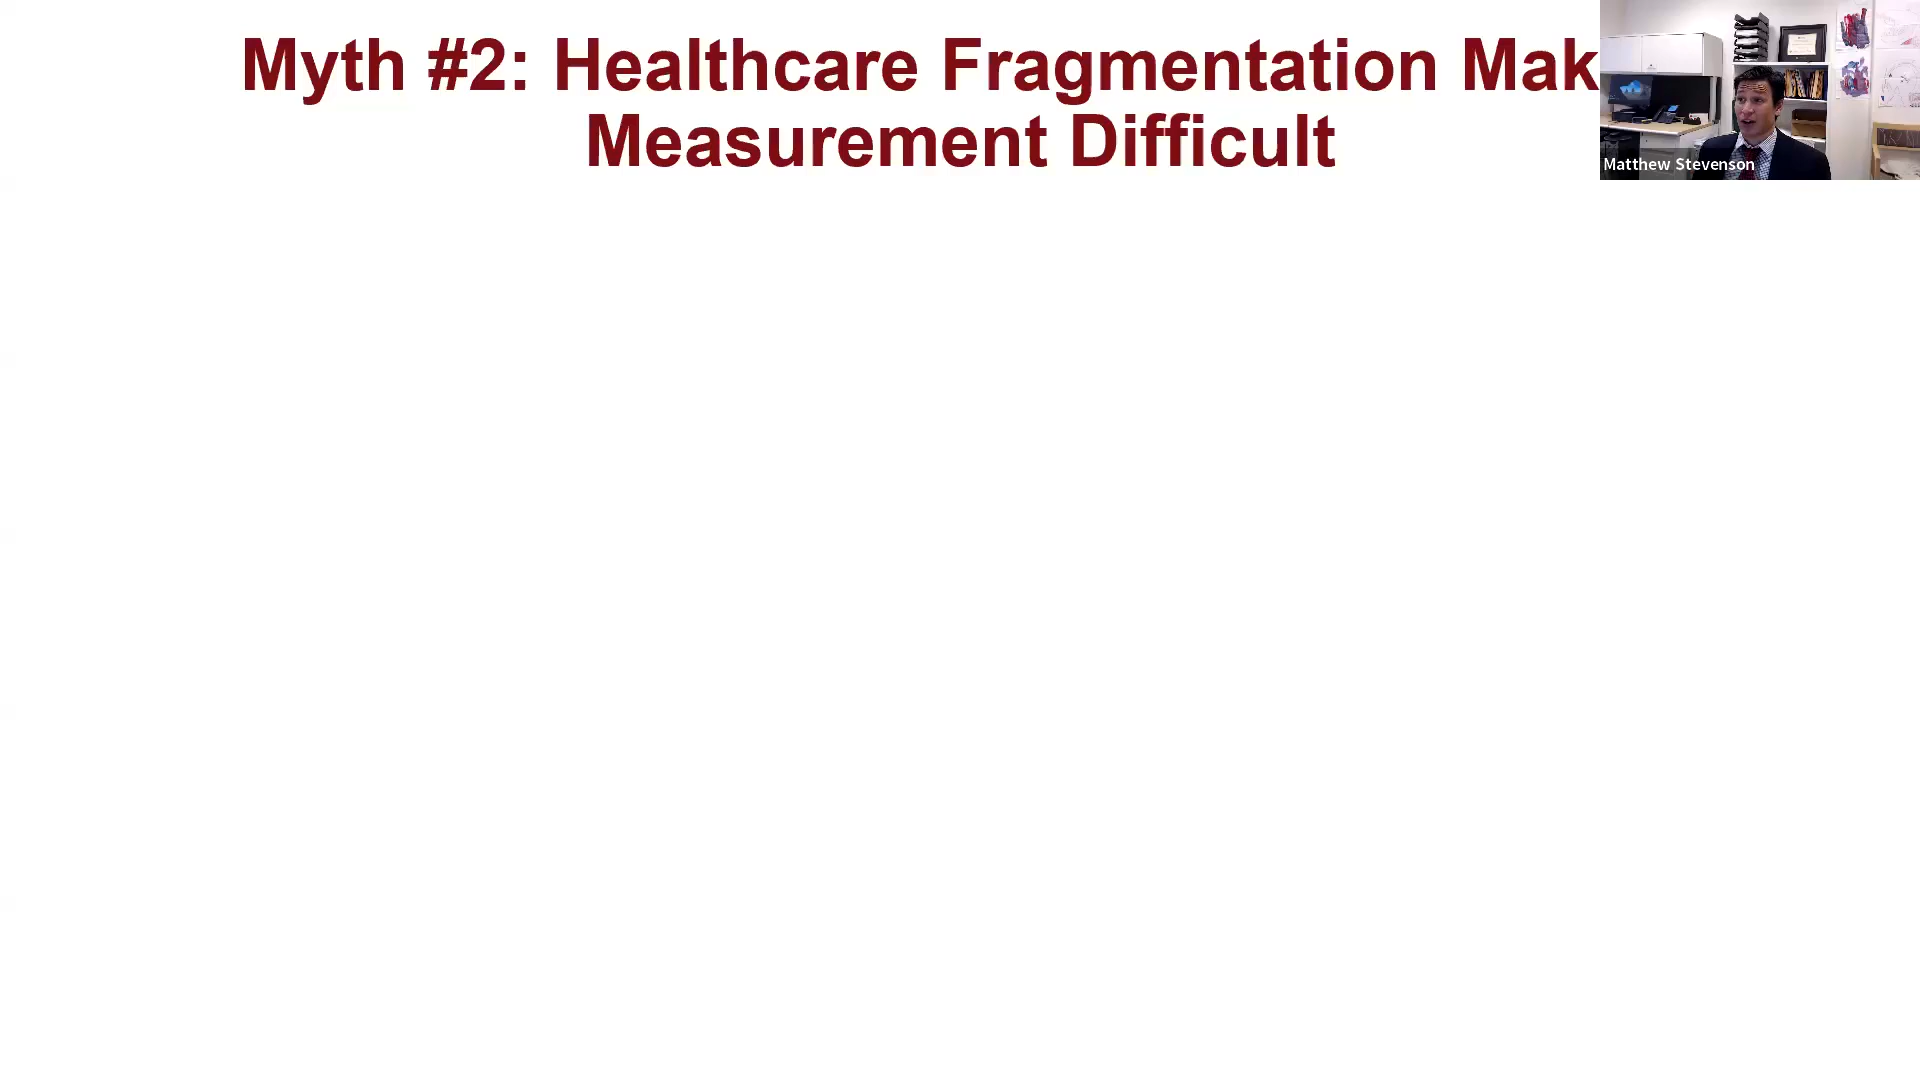 Myth #2: Healthcare Fragmentation Mak
Measurement Difficult
Matthew Stevenson